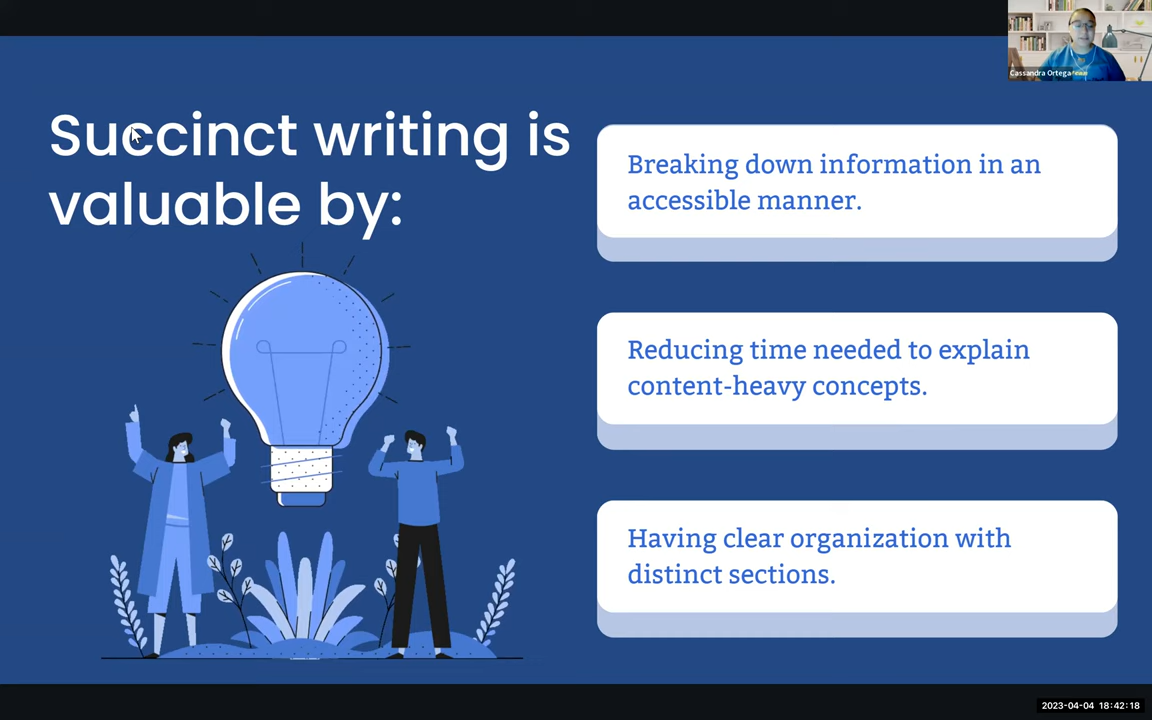 Cassandra Ortega
Succinct writing is
valuable by:
Breaking down information in an
accessible manner.
Reducing time needed to explain
content-heavy concepts.
Having clear organization with
distinct sections.
2023-04-04 18:42:18